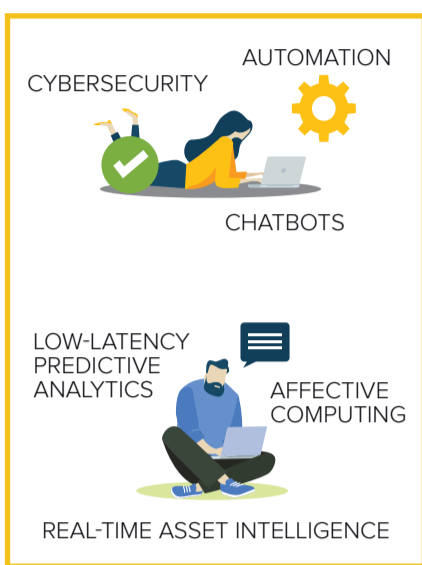 AUTOMATION
CYBERSECURITY
CHATBOTS
LOW-LATENCY
PREDICTIVE
ANALYTICS
AFFECTIVE
COMPUTING
REAL-TIME ASSET INTELLIGENCE